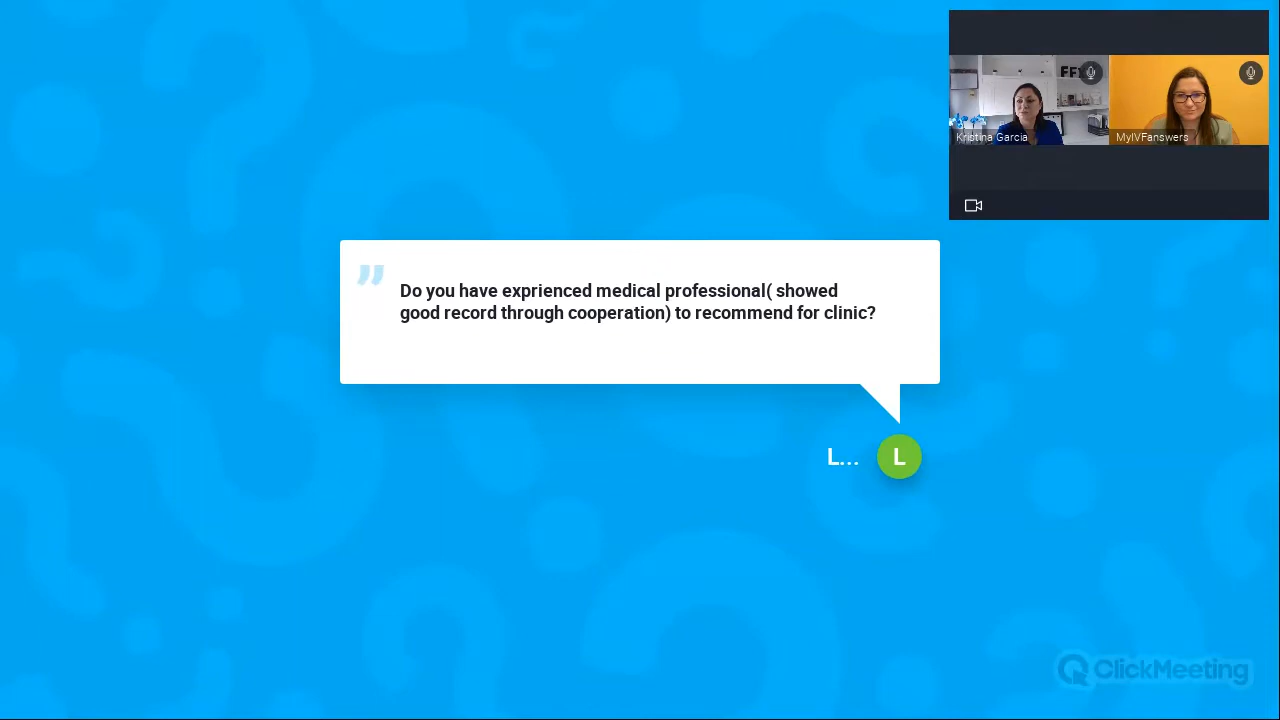 FF
Kristina Garcia
MyIVFanswers
Do you have exprienced medical professional( showed
good record through cooperation) to recommend for clinic?
L...
L
ClickMeeting